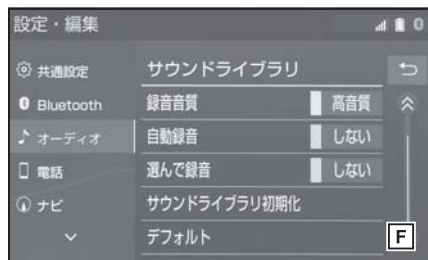 設定・編集
共通設定
サウンドライブラリ
Bluetooth
録音音質
高音質
オーディオ
自動録音
しない
電話
選んで録音
しない
ナビ
サウンドライブラリ初期化
デフォルト
F